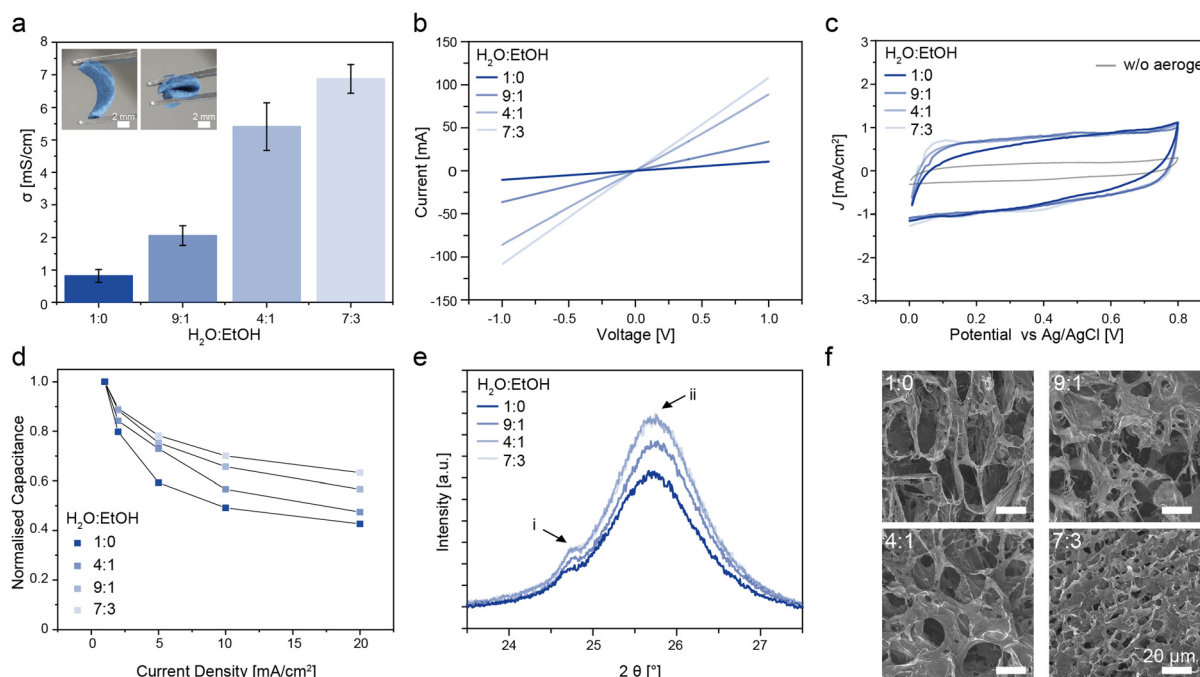 a
8
7
6
5
4
3
2
1
0
σ [mS/cm]
2 mm
2 mm
1:0
9:1
4:1
7:3
H₂O:EtOH
b
150
100
50
0
-50
-100
-150
Current [mA]
H₂O:EtOH
1:0
9:1
4:1
7:3
-1.0
-0.5
0.0
0.5
1.0
Voltage [V]
c
3
2
1
0
-1
-2
-3
J [mA/cm²]
H₂O:EtOH
1:0
9:1
4:1
7:3
w/o aeroge
0.0
0.2
0.4
0.6
0.8
Potential vs Ag/AgCl [V]
d
1.0
0.8
0.6
0.4
0.2
0
Normalised Capacitance
H₂O:EtOH
1:0
4:1
9:1
7:3
0
5
10
15
20
Current Density [mA/cm²]
e
Intensity [a.u.]
H₂O:EtOH
1:0
9:1
4:1
7:3
i
ii
24
25
26
27
2 θ [°]
f
1:0
9:1
4:1
7:3
20 µm